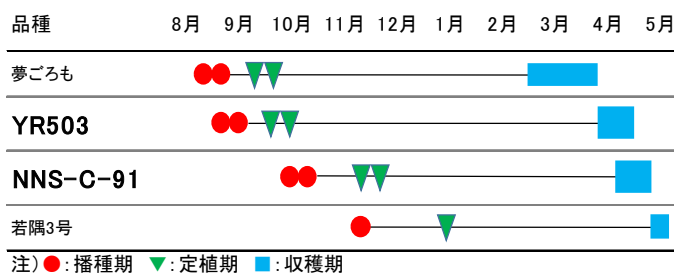 品種 8月 9月 10月 11月 12月 1月 2月 3月 4月 5月
夢ごろも
YR503
NNS-C-91
若隅3号
注)●:播種期 ▼:定植期 ■:収穫期